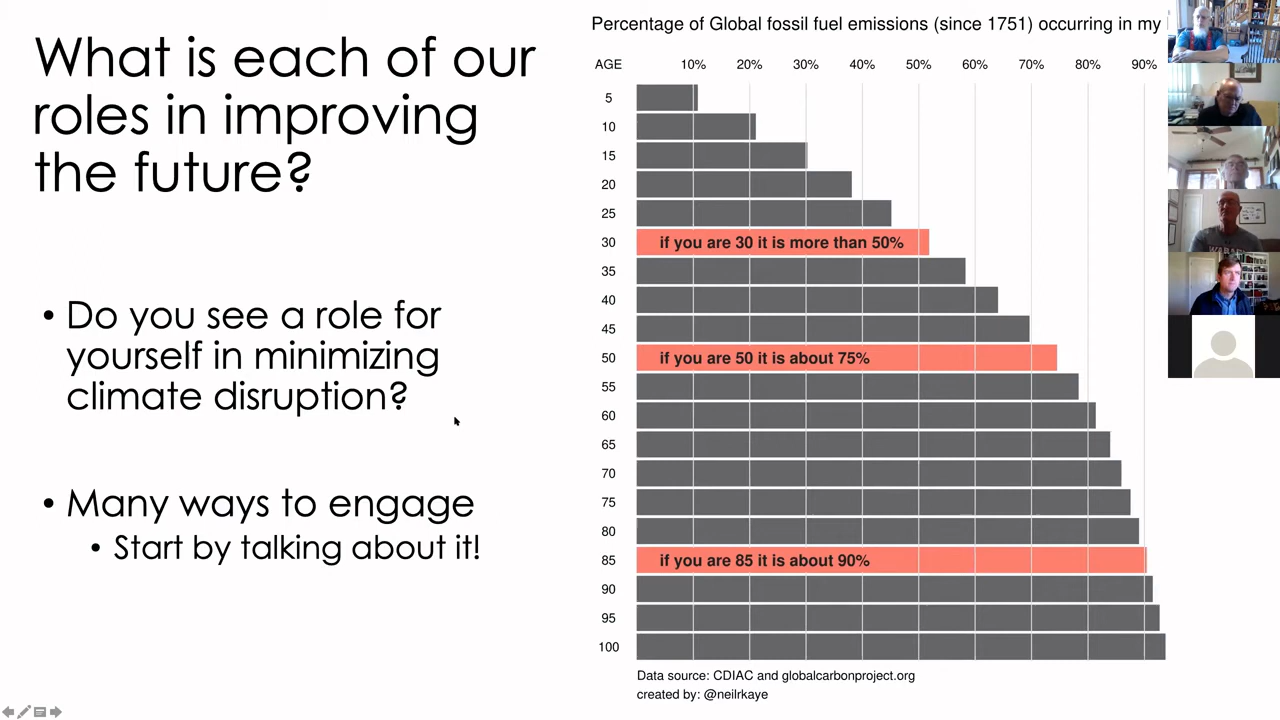 What is each of our
roles in improving
the future?
• Do you see a role for
yourself in minimizing
climate disruption?
• Many ways to engage
• Start by talking about it!
Percentage of Global fossil fuel emissions (since 1751) occurring in my
AGE 10% 20% 30% 40% 50% 60% 70% 80% 90%
5
10
15
20
25
30 if you are 30 it is more than 50%
35
40
45
50 if you are 50 it is about 75%
55
60
65
70
75
80
85 if you are 85 it is about 90%
90
95
100
Data source: CDIAC and globalcarbonproject.org
created by: @neilrkaye